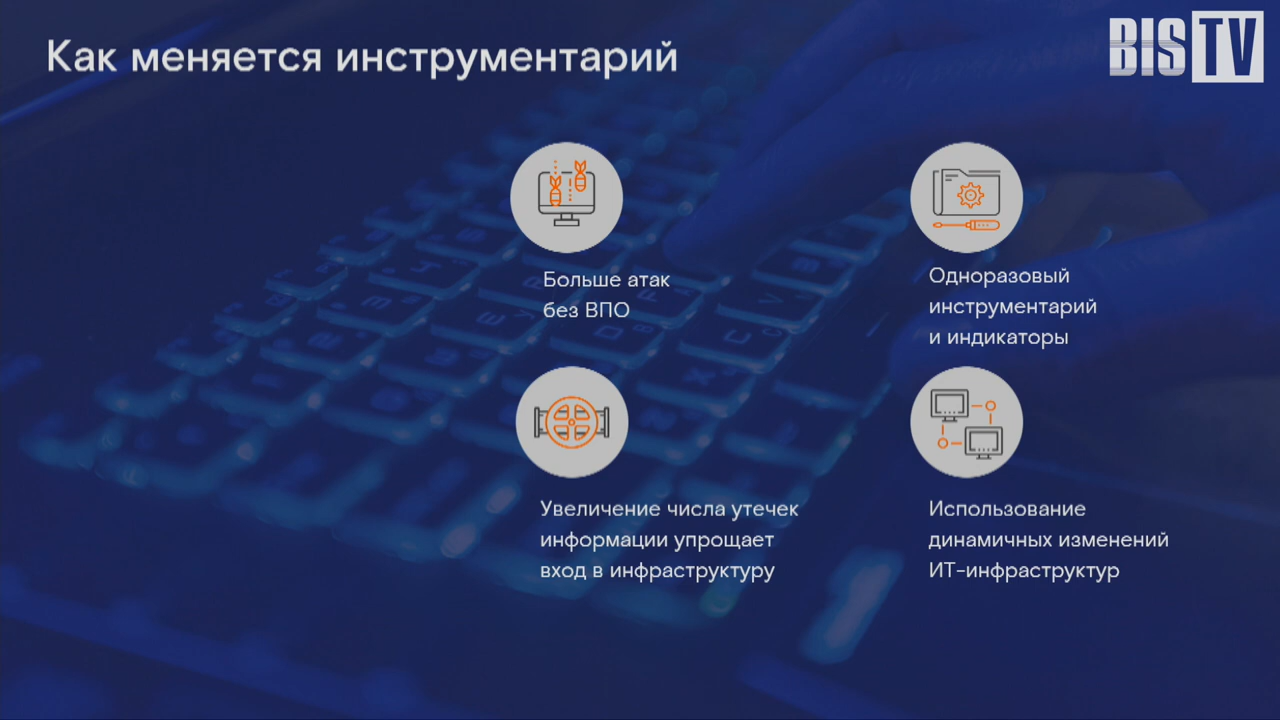 Как меняется инструментарий
BIS TV
Больше атак
без ВПО
Одноразовый
инструментарий
и индикаторы
Увеличение числа утечек
информации упрощает
вход в инфраструктуру
Использование
динамичных изменений
ИТ-инфраструктур